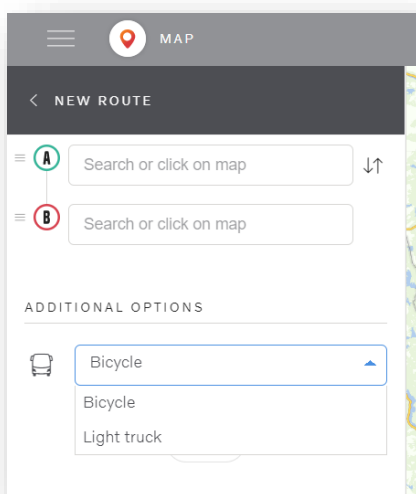 MAP
NEW ROUTE
A
Search or click on map
B
Search or click on map
ADDITIONAL OPTIONS
Bicycle
Bicycle
Light truck